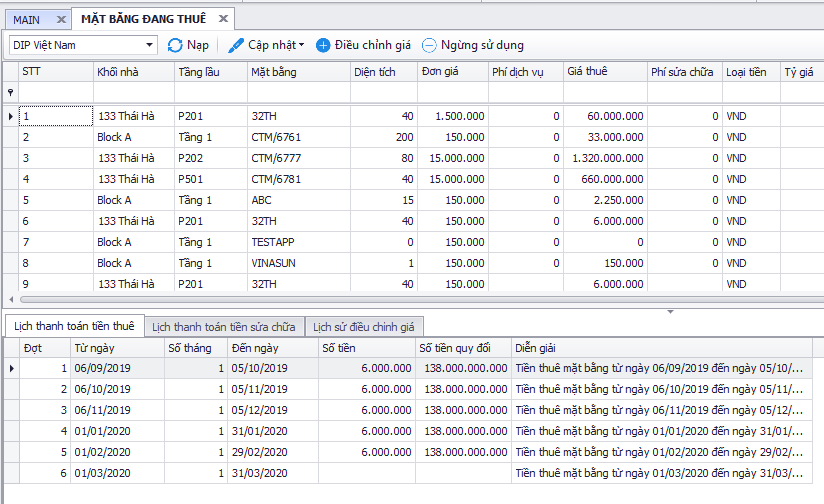 MAIN MẶT BẰNG ĐANG THUÊ
DIP Việt Nam Nạp Cập nhật Điều chỉnh giá Ngừng sử dụng
STT Khối nhà Tầng lầu Mặt bằng Diện tích Đơn giá Phí dịch vụ Giá thuê Phí sửa chữa Loại tiền Tỷ giá
1 133 Thái Hà P201 32TH 40 1.500.000 0 60.000.000 0 VND
2 Block A Tầng 1 CTM/6761 200 150.000 0 33.000.000 0 VND
3 133 Thái Hà P202 CTM/6777 80 15.000.000 0 1.320.000.000 0 VND
4 133 Thái Hà P501 CTM/6781 40 15.000.000 0 660.000.000 0 VND
5 Block A Tầng 1 ABC 15 150.000 0 2.250.000 0 VND
6 133 Thái Hà P201 32TH 40 150.000 0 6.000.000 0 VND
7 Block A Tầng 1 TESTAPP 0 150.000 0 0 0 VND
8 Block A Tầng 1 VINASUN 1 150.000 0 150.000 0 VND
9 133 Thái Hà P201 32TH 40 150.000 6.000.000 VND
Lịch thanh toán tiền thuê Lịch thanh toán tiền sửa chữa Lịch sử điều chỉnh giá
Đợt Từ ngày Số tháng Đến ngày Số tiền Số tiền quy đổi Diễn giải
1 06/09/2019 1 05/10/2019 6.000.000 138.000.000.000 Tiền thuê mặt bằng từ ngày 06/09/2019 đến ngày 05/10/...
2 06/10/2019 1 05/11/2019 6.000.000 138.000.000.000 Tiền thuê mặt bằng từ ngày 06/10/2019 đến ngày 05/11/...
3 06/11/2019 1 05/12/2019 6.000.000 138.000.000.000 Tiền thuê mặt bằng từ ngày 06/11/2019 đến ngày 05/12/...
4 01/01/2020 1 31/01/2020 6.000.000 138.000.000.000 Tiền thuê mặt bằng từ ngày 01/01/2020 đến ngày 31/01/...
5 01/02/2020 1 29/02/2020 6.000.000 138.000.000.000 Tiền thuê mặt bằng từ ngày 01/02/2020 đến ngày 29/02/...
6 01/03/2020 1 31/03/2020 Tiền thuê mặt bằng từ ngày 01/03/2020 đến ngày 31/03/...